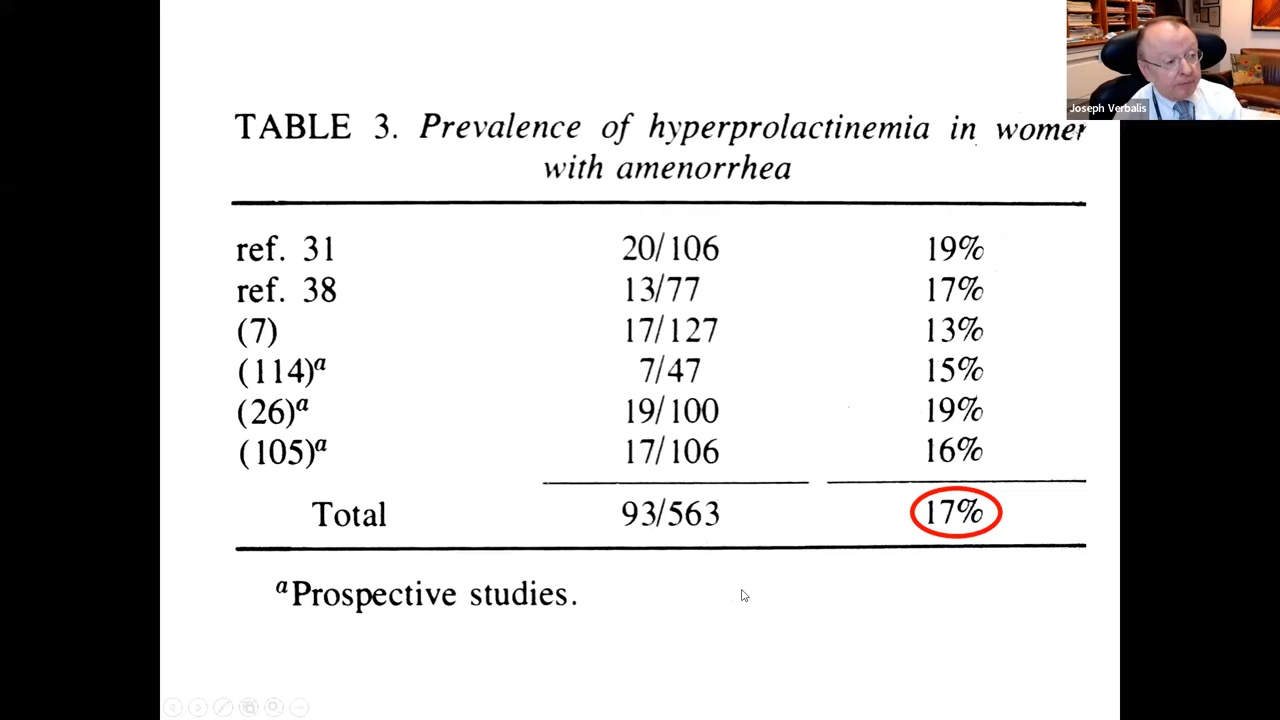 Joseph Verbalis
TABLE 3. Prevalence of hyperprolactinemia in women
with amenorrhea
ref. 31 20/106 19%
ref. 38 13/77 17%
(7) 17/127 13%
(114)a 7/47 15%
(26)a 19/100 19%
(105)a 17/106 16%
Total 93/563 17%
aProspective studies.